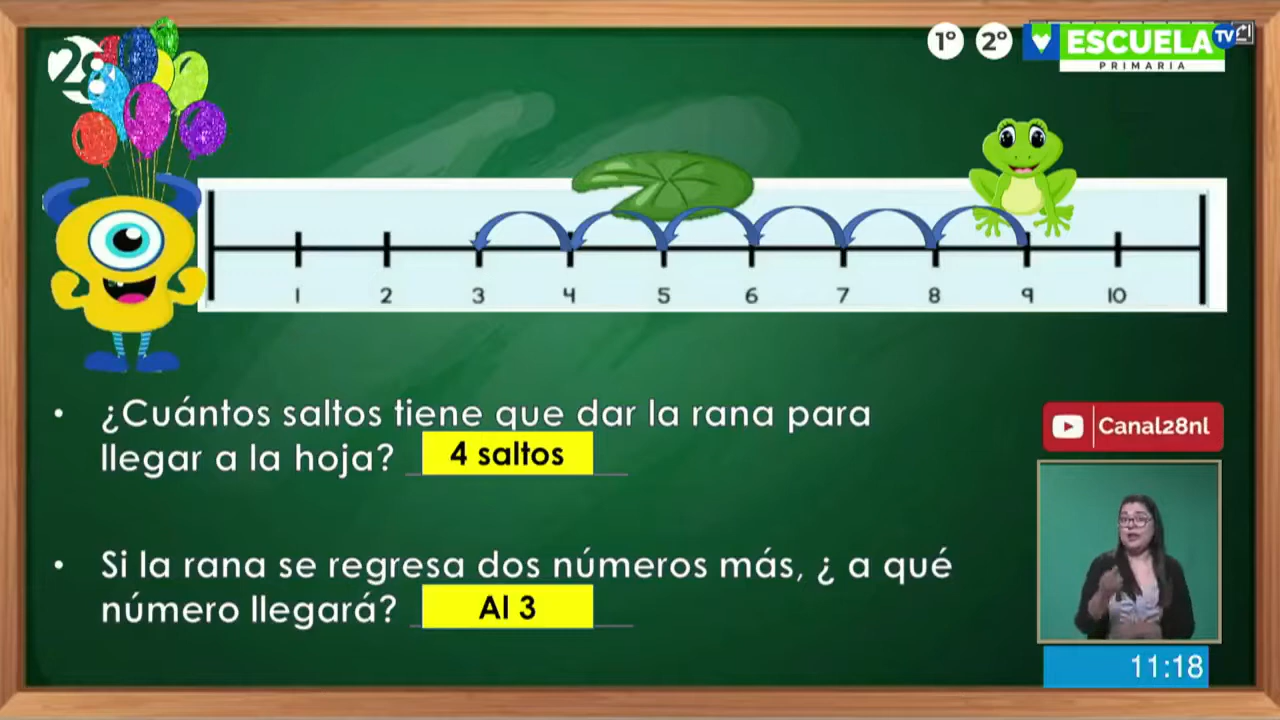 28
1° 2° ESCUELA TV
PRIMARIA
1 2 3 4 5 6 7 8 9 10
• ¿Cuántos saltos tiene que dar la rana para
llegar a la hoja? 4 saltos
Canal28nl
• Si la rana se regresa dos números más, ¿ a qué
número llegará? Al 3
11:18